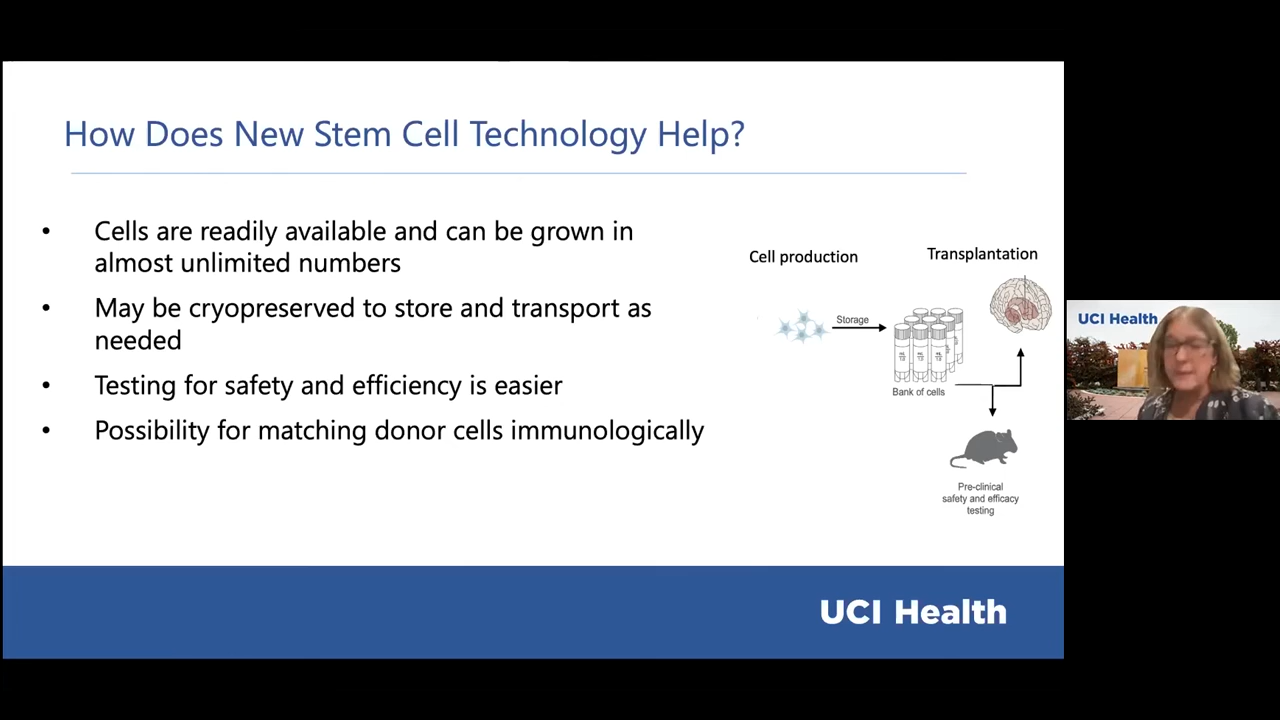 How Does New Stem Cell Technology Help?
• Cells are readily available and can be grown in
almost unlimited numbers
• May be cryopreserved to store and transport as
needed
• Testing for safety and efficiency is easier
• Possibility for matching donor cells immunologically
Cell production
Transplantation
Storage
Bank of cells
Pre-clinical
safety and efficacy
testing
UCI Health
UCI Health